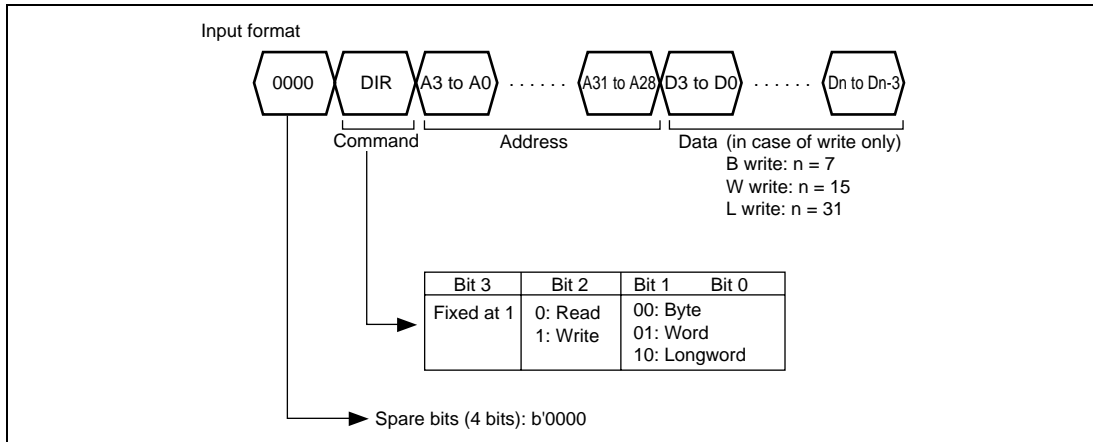 Input format
0000 DIR A3 to A0 · · · · · · A31 to A28 D3 to D0 · · · · · · Dn to Dn-3
Command Address Data (in case of write only)
B write: n = 7
W write: n = 15
L write: n = 31
Bit 3 Bit 2 Bit 1 Bit 0
Fixed at 1 0: Read 00: Byte
1: Write 01: Word
10: Longword
Spare bits (4 bits): b'0000